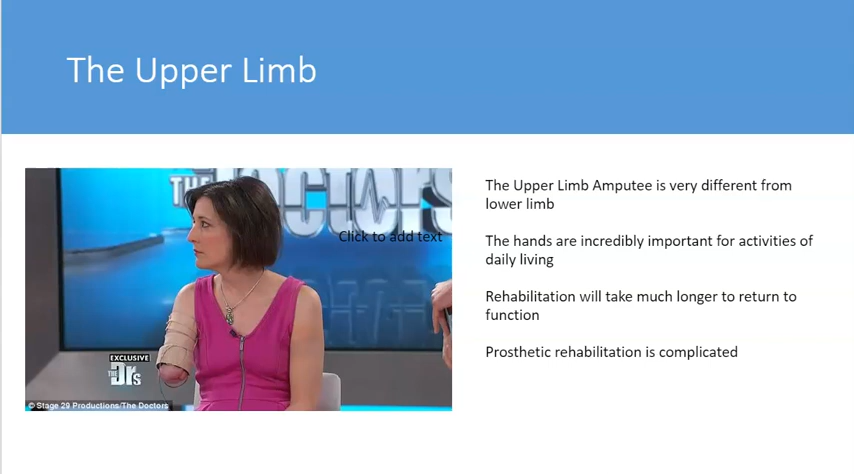 The Upper Limb
THE
DOCTORS
Click to add text
EXCLUSIVE
THE Drs
© Stage 29 Productions/The Doctors
The Upper Limb Amputee is very different from
lower limb
The hands are incredibly important for activities of
daily living
Rehabilitation will take much longer to return to
function
Prosthetic rehabilitation is complicated